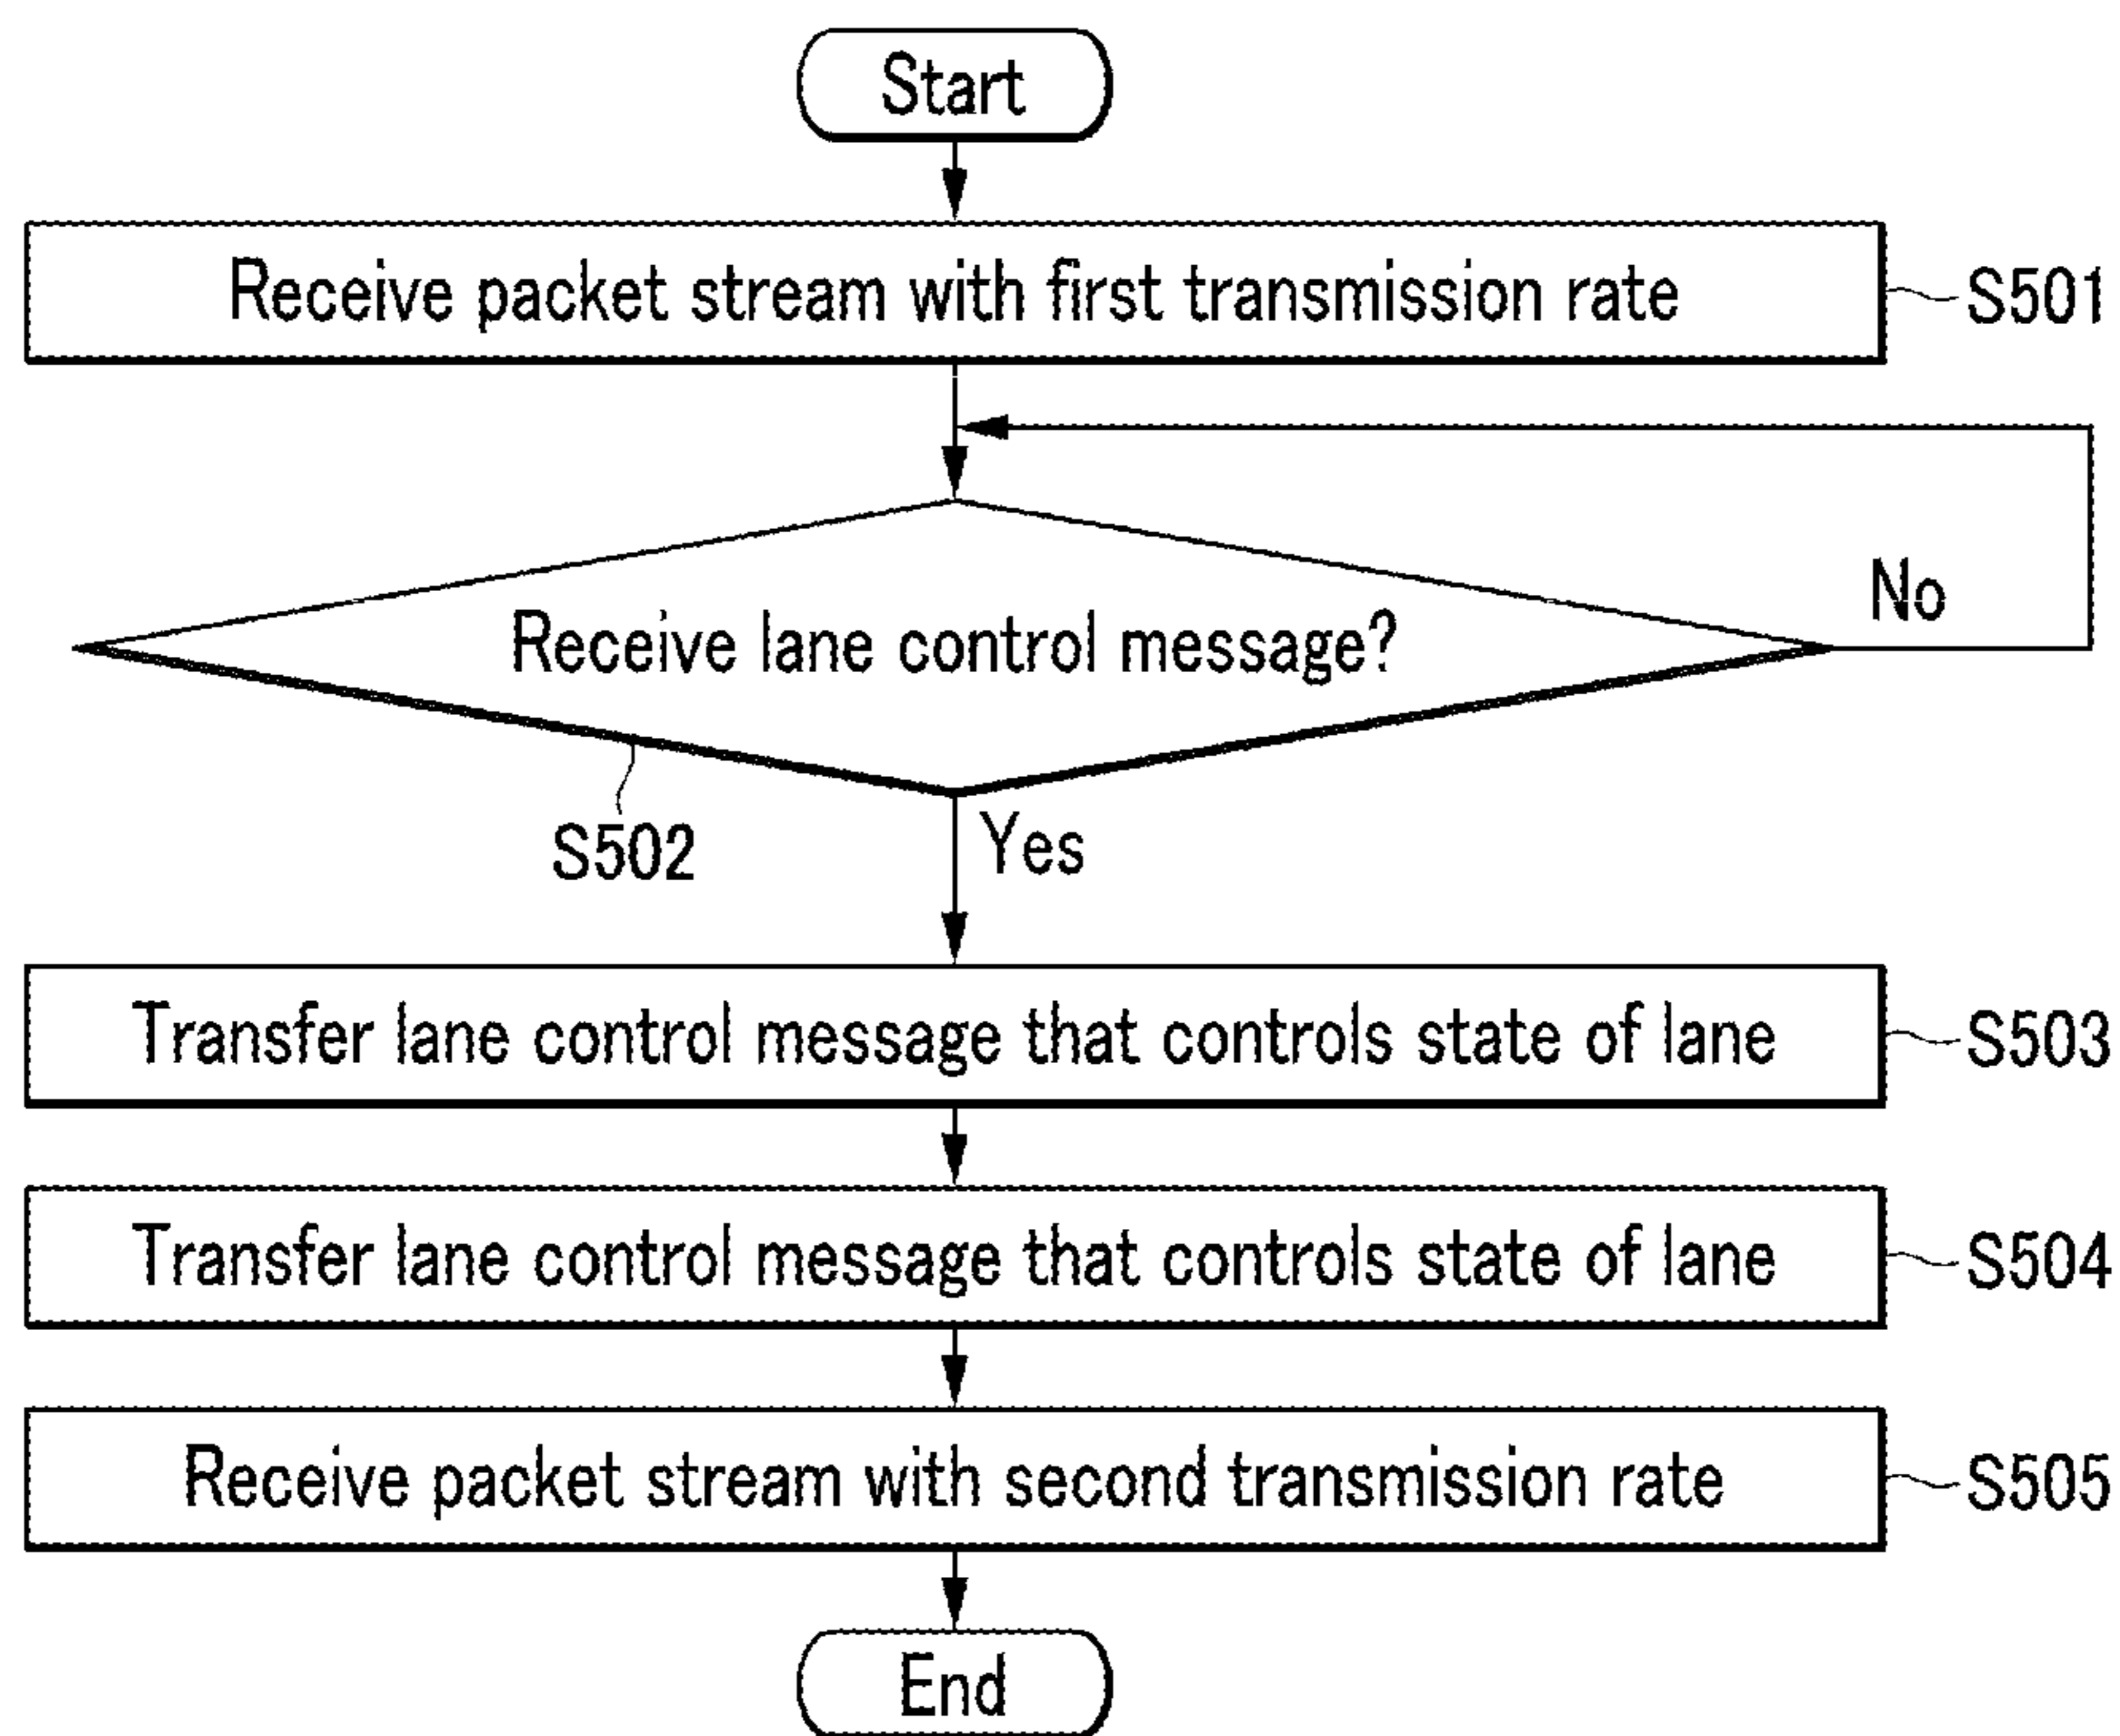 Start
Receive packet stream with first transmission rate
S501
Receive lane control message?
No
S502
Yes
Transfer lane control message that controls state of lane
S503
Transfer lane control message that controls state of lane
S504
Receive packet stream with second transmission rate
S505
End